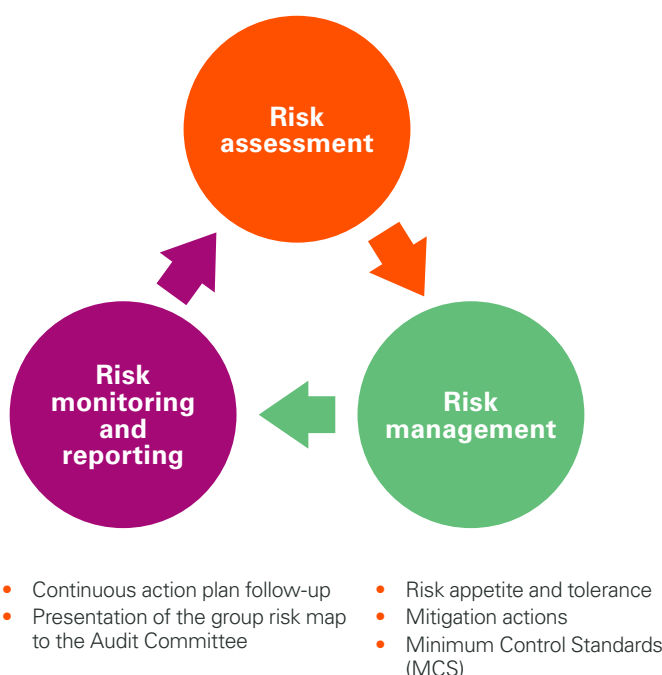 Risk
assessment
Risk
monitoring
and
reporting
Risk
management
• Continuous action plan follow-up
• Presentation of the group risk map
to the Audit Committee
• Risk appetite and tolerance
• Mitigation actions
• Minimum Control Standards
(MCS)